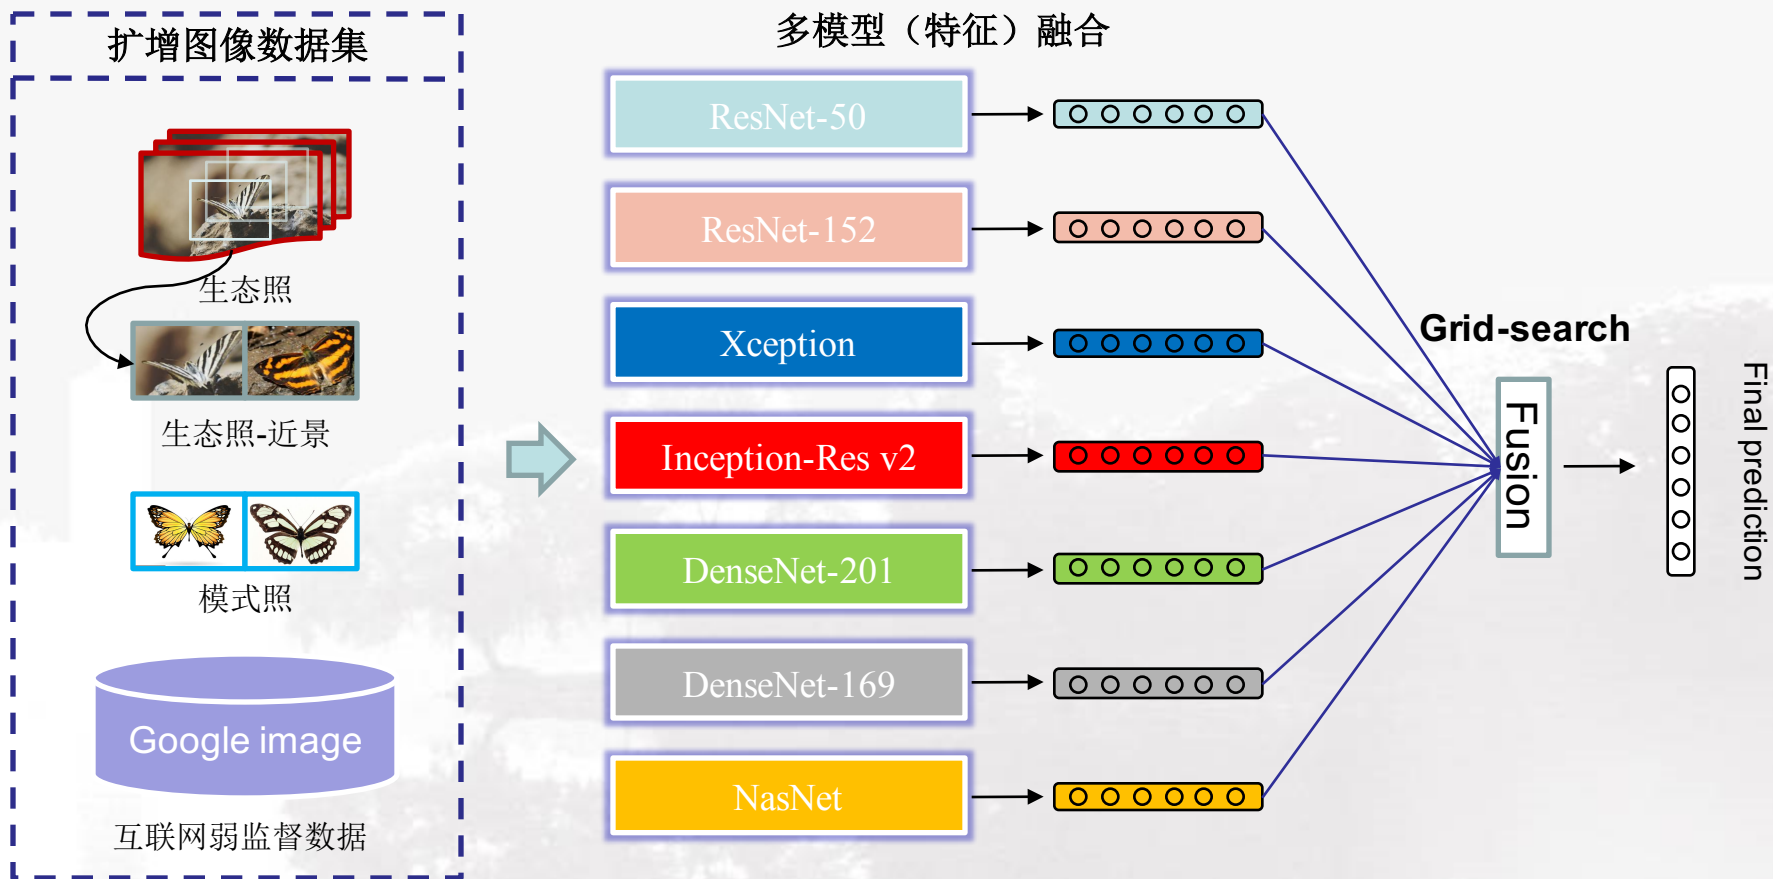 扩增图像数据集
生态照
生态照-近景
模式照
Google image
互联网弱监督数据
多模型（特征）融合
ResNet-50
ResNet-152
Xception
Inception-Res v2
DenseNet-201
DenseNet-169
NasNet
Grid-search
Fusion
Final prediction